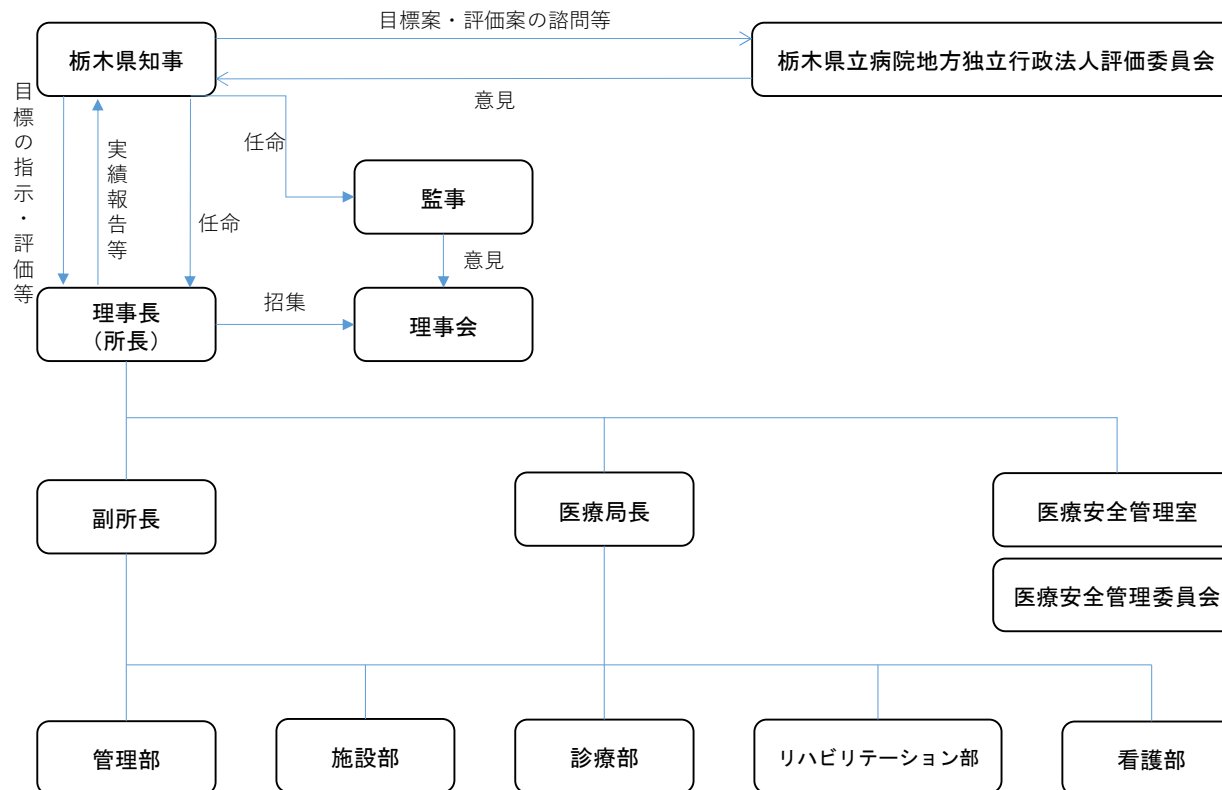 目標案・評価案の諮問等
栃木県知事
栃木県立病院地方独立行政法人評価委員会
意見
目標の指示・評価等
実績報告等
任命
任命
監事
意見
理事長
（所長）
招集
理事会
副所長
医療局長
医療安全管理室
医療安全管理委員会
管理部
施設部
診療部
リハビリテーション部
看護部